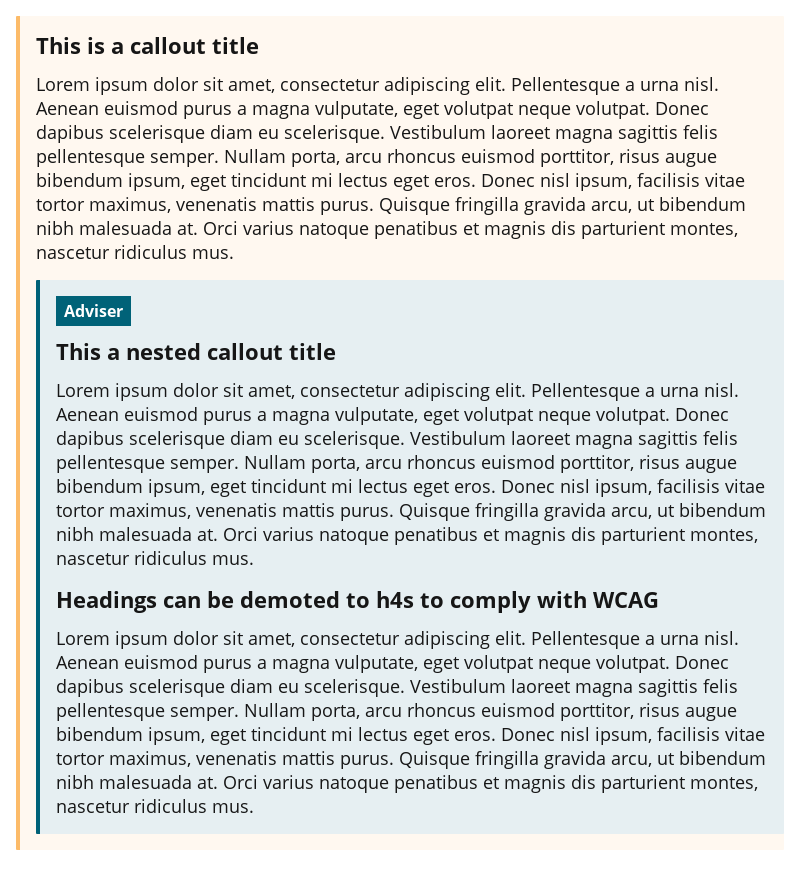 This is a callout title
Lorem ipsum dolor sit amet, consectetur adipiscing elit. Pellentesque a urna nisl.
Aenean euismod purus a magna vulputate, eget volutpat neque volutpat. Donec
dapibus scelerisque diam eu scelerisque. Vestibulum laoreet magna sagittis felis
pellentesque semper. Nullam porta, arcu rhoncus euismod porttitor, risus augue
bibendum ipsum, eget tincidunt mi lectus eget eros. Donec nisl ipsum, facilisis vitae
tortor maximus, venenatis mattis purus. Quisque fringilla gravida arcu, ut bibendum
nibh malesuada at. Orci varius natoque penatibus et magnis dis parturient montes,
nascetur ridiculus mus.
Adviser
This a nested callout title
Lorem ipsum dolor sit amet, consectetur adipiscing elit. Pellentesque a urna nisl.
Aenean euismod purus a magna vulputate, eget volutpat neque volutpat. Donec
dapibus scelerisque diam eu scelerisque. Vestibulum laoreet magna sagittis felis
pellentesque semper. Nullam porta, arcu rhoncus euismod porttitor, risus augue
bibendum ipsum, eget tincidunt mi lectus eget eros. Donec nisl ipsum, facilisis vitae
tortor maximus, venenatis mattis purus. Quisque fringilla gravida arcu, ut bibendum
nibh malesuada at. Orci varius natoque penatibus et magnis dis parturient montes,
nascetur ridiculus mus.
Headings can be demoted to h4s to comply with WCAG
Lorem ipsum dolor sit amet, consectetur adipiscing elit. Pellentesque a urna nisl.
Aenean euismod purus a magna vulputate, eget volutpat neque volutpat. Donec
dapibus scelerisque diam eu scelerisque. Vestibulum laoreet magna sagittis felis
pellentesque semper. Nullam porta, arcu rhoncus euismod porttitor, risus augue
bibendum ipsum, eget tincidunt mi lectus eget eros. Donec nisl ipsum, facilisis vitae
tortor maximus, venenatis mattis purus. Quisque fringilla gravida arcu, ut bibendum
nibh malesuada at. Orci varius natoque penatibus et magnis dis parturient montes,
nascetur ridiculus mus.